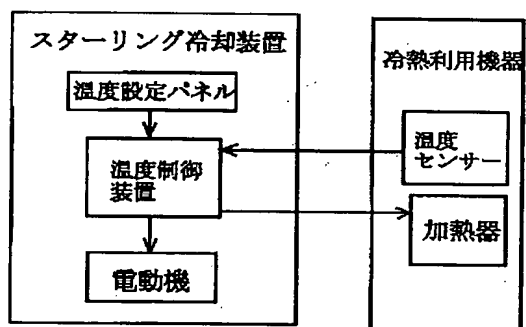 スターリング冷却装置
温度設定パネル
温度制御
装置
電動機
冷熱利用機器
温度
センサー
加熱器